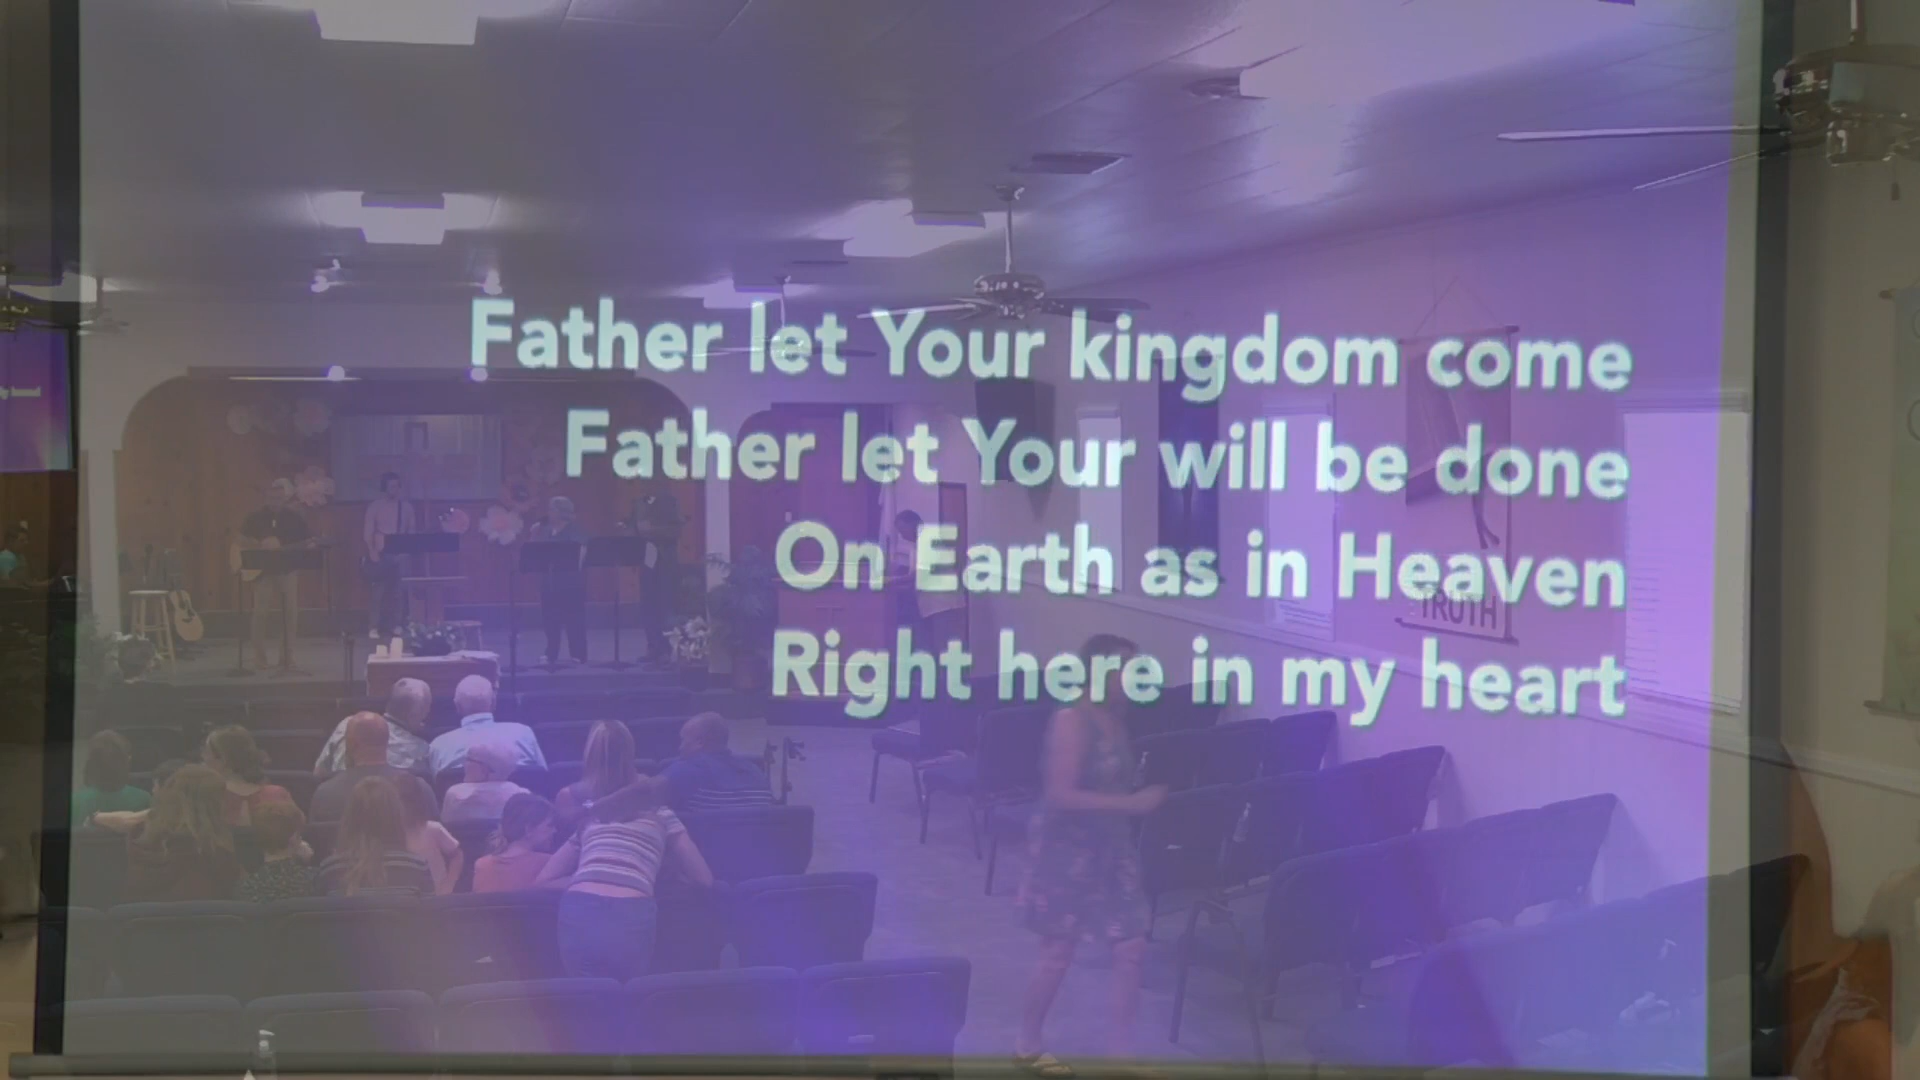 Father let Your kingdom come
Father let Your will be done
On Earth as in Heaven
Right here in my heart
TRUTH